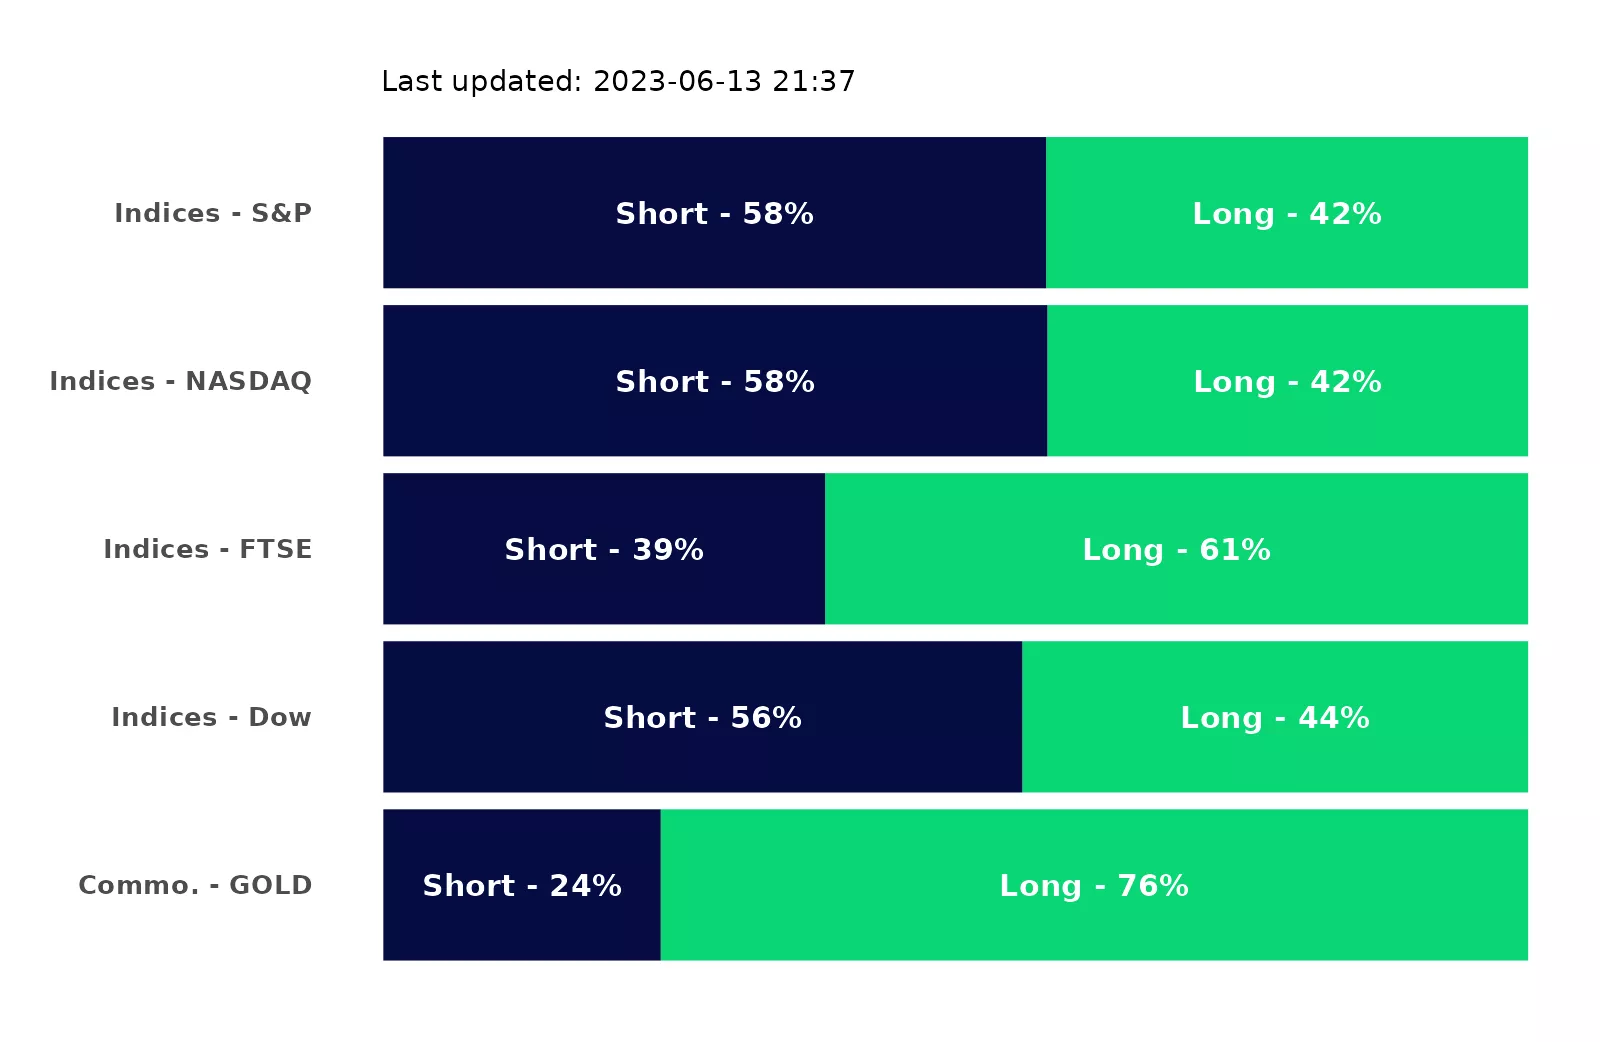 Last updated: 2023-06-13 21:37
Indices - S&P Short - 58% Long - 42%
Indices - NASDAQ Short - 58% Long - 42%
Indices - FTSE Short - 39% Long - 61%
Indices - Dow Short - 56% Long - 44%
Commo. - GOLD Short - 24% Long - 76%